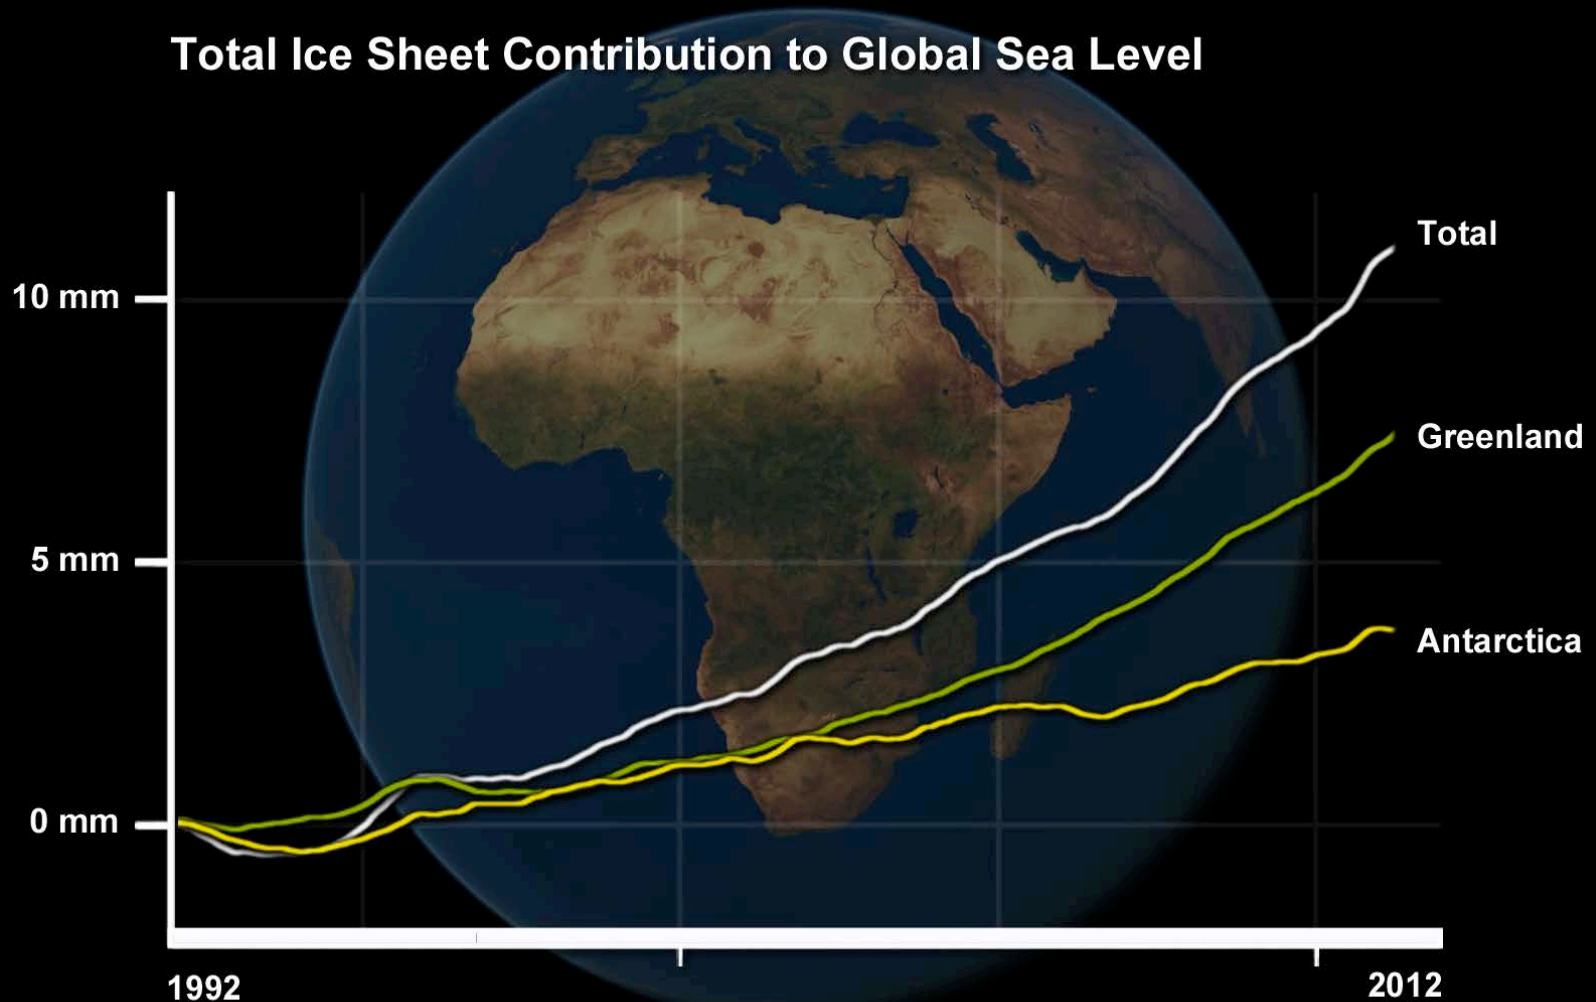 Total Ice Sheet Contribution to Global Sea Level
Total
10 mm
Greenland
5 mm
Antarctica
0 mm
1992
2012